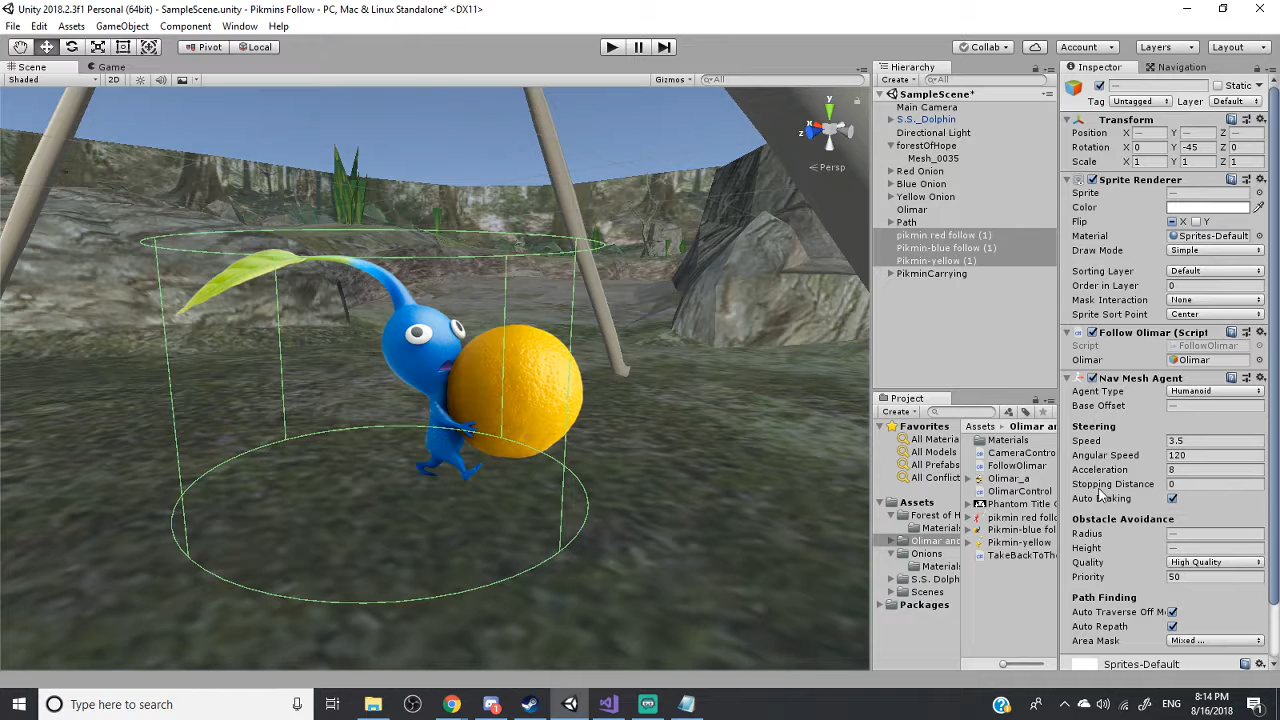 Unity 2018.2.3f1 Personal (64bit) - SampleScene.unity - Pikmins Follow - PC, Mac & Linux Standalone* <DX11>
File Edit Assets GameObject Component Window Help
Pivot Local Collab Account Layers Layout
Scene Game
Shaded 2D Gizmos All
y
x
z
Persp
Hierarchy
Create All
SampleScene*
Main Camera
S.S._Dolphin
Directional Light
forestOfHope
Mesh_0035
Red Onion
Blue Onion
Yellow Onion
Olimar
Path
pikmin red follow (1)
Pikmin-blue follow (1)
Pikmin-yellow (1)
PikminCarrying
Project
Create
Favorites
All Materia
All Models
All Prefabs
All Conflict
Assets
Forest of H
Materials
Olimar and
Onions
Material
S.S. Dolph
Scenes
Packages
Assets Olimar an
Materials
CameraContro
FollowOlimar
Olimar_a
OlimarControl
Phantom Title C
pikmin red follo
Pikmin-blue fol
Pikmin-yellow
TakeBackToThe
Inspector Navigation
— Static
Tag Untagged Layer Default
Transform
Position X — Y — Z —
Rotation X 0 Y -45 Z 0
Scale X 1 Y 1 Z 1
Sprite Renderer
Sprite —
Color
Flip X Y
Material Sprites-Default
Draw Mode Simple
Sorting Layer Default
Order in Layer 0
Mask Interaction None
Sprite Sort Point Center
Follow Olimar (Script
Script FollowOlimar
Olimar Olimar
Nav Mesh Agent
Agent Type Humanoid
Base Offset —
Steering
Speed 3.5
Angular Speed 120
Acceleration 8
Stopping Distance 0
Auto Braking
Obstacle Avoidance
Radius —
Height —
Quality High Quality
Priority 50
Path Finding
Auto Traverse Off M
Auto Repath
Area Mask Mixed ...
Sprites-Default
Type here to search
ENG
8:14 PM
8/16/2018